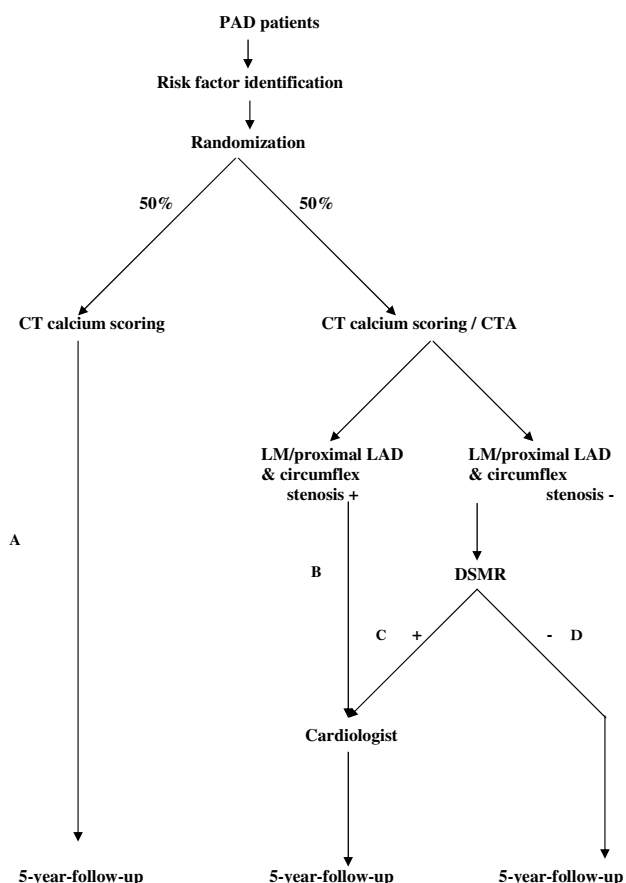 PAD patients
Risk factor identification
Randomization
50%
50%
CT calcium scoring
CT calcium scoring / CTA
LM/proximal LAD
& circumflex
stenosis +
LM/proximal LAD
& circumflex
stenosis -
A
B
DSMR
C +
- D
Cardiologist
5-year-follow-up
5-year-follow-up
5-year-follow-up